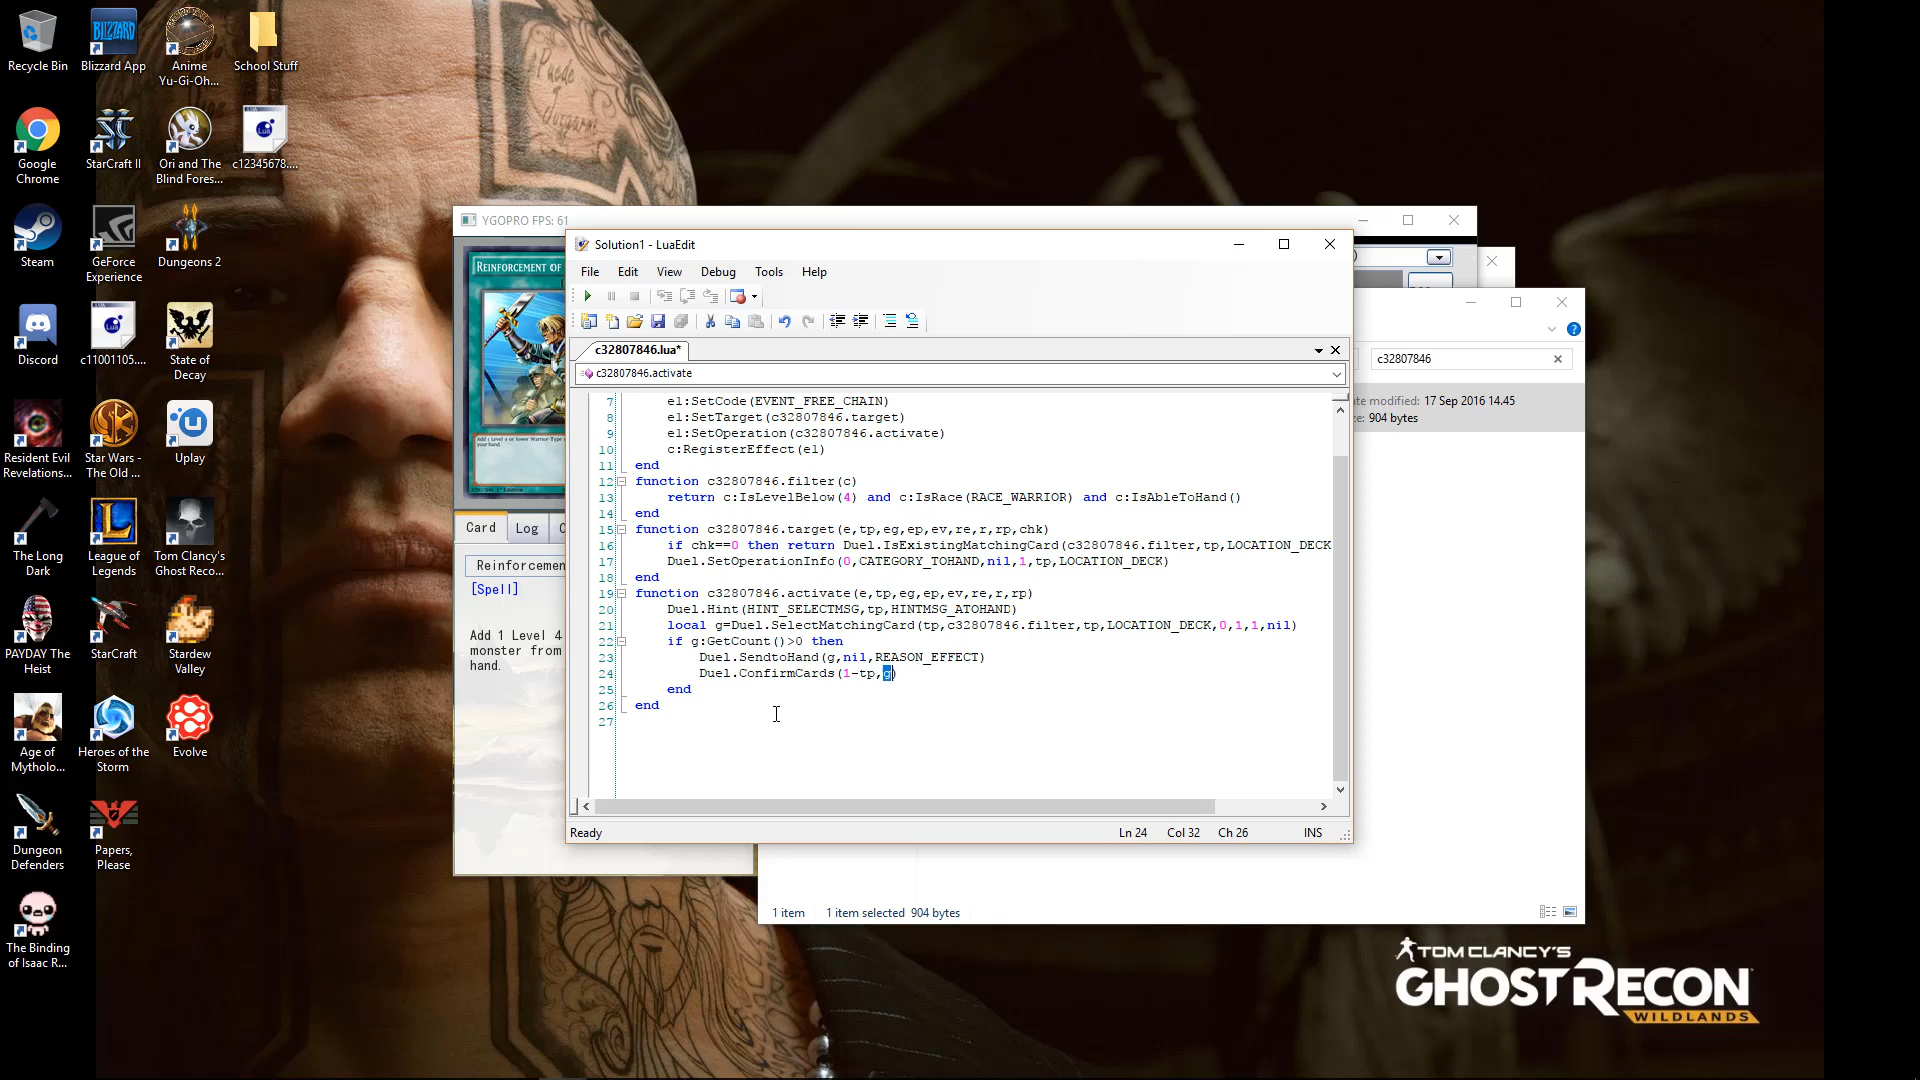 Recycle Bin
Blizzard App
Anime
Yu-Gi-Oh...
School Stuff
Google
Chrome
StarCraft II
Ori and The
Blind Fores...
c12345678....
Steam
GeForce
Experience
Dungeons 2
Discord
c11001105....
State of
Decay
Resident Evil
Revelations...
Star Wars -
The Old ...
Uplay
The Long
Dark
League of
Legends
Tom Clancy's
Ghost Reco...
PAYDAY The
Heist
StarCraft
Stardew
Valley
Age of
Mytholo...
Heroes of the
Storm
Evolve
Dungeon
Defenders
Papers,
Please
The Binding
of Isaac R...
YGOPRO FPS: 61
REINFORCEMENT OF
Card
Log
Reinforcemen
[Spell]
Add 1 Level 4
monster from
hand.
Solution1 - LuaEdit
File Edit View Debug Tools Help
c32807846.lua*
c32807846.activate
7 e1:SetCode(EVENT_FREE_CHAIN)
8 e1:SetTarget(c32807846.target)
9 e1:SetOperation(c32807846.activate)
10 c:RegisterEffect(e1)
11 end
12 function c32807846.filter(c)
13 return c:IsLevelBelow(4) and c:IsRace(RACE_WARRIOR) and c:IsAbleToHand()
14 end
15 function c32807846.target(e,tp,eg,ep,ev,re,r,rp,chk)
16 if chk==0 then return Duel.IsExistingMatchingCard(c32807846.filter,tp,LOCATION_DECK
17 Duel.SetOperationInfo(0,CATEGORY_TOHAND,nil,1,tp,LOCATION_DECK)
18 end
19 function c32807846.activate(e,tp,eg,ep,ev,re,r,rp)
20 Duel.Hint(HINT_SELECTMSG,tp,HINTMSG_ATOHAND)
21 local g=Duel.SelectMatchingCard(tp,c32807846.filter,tp,LOCATION_DECK,0,1,1,nil)
22 if g:GetCount()>0 then
23 Duel.SendtoHand(g,nil,REASON_EFFECT)
24 Duel.ConfirmCards(1-tp,g)
25 end
26 end
27
Ready
Ln 24 Col 32 Ch 26 INS
c32807846
te modified: 17 Sep 2016 14.45
ze: 904 bytes
1 item 1 item selected 904 bytes
TOM CLANCY'S
GHOST RECON
WILDLANDS